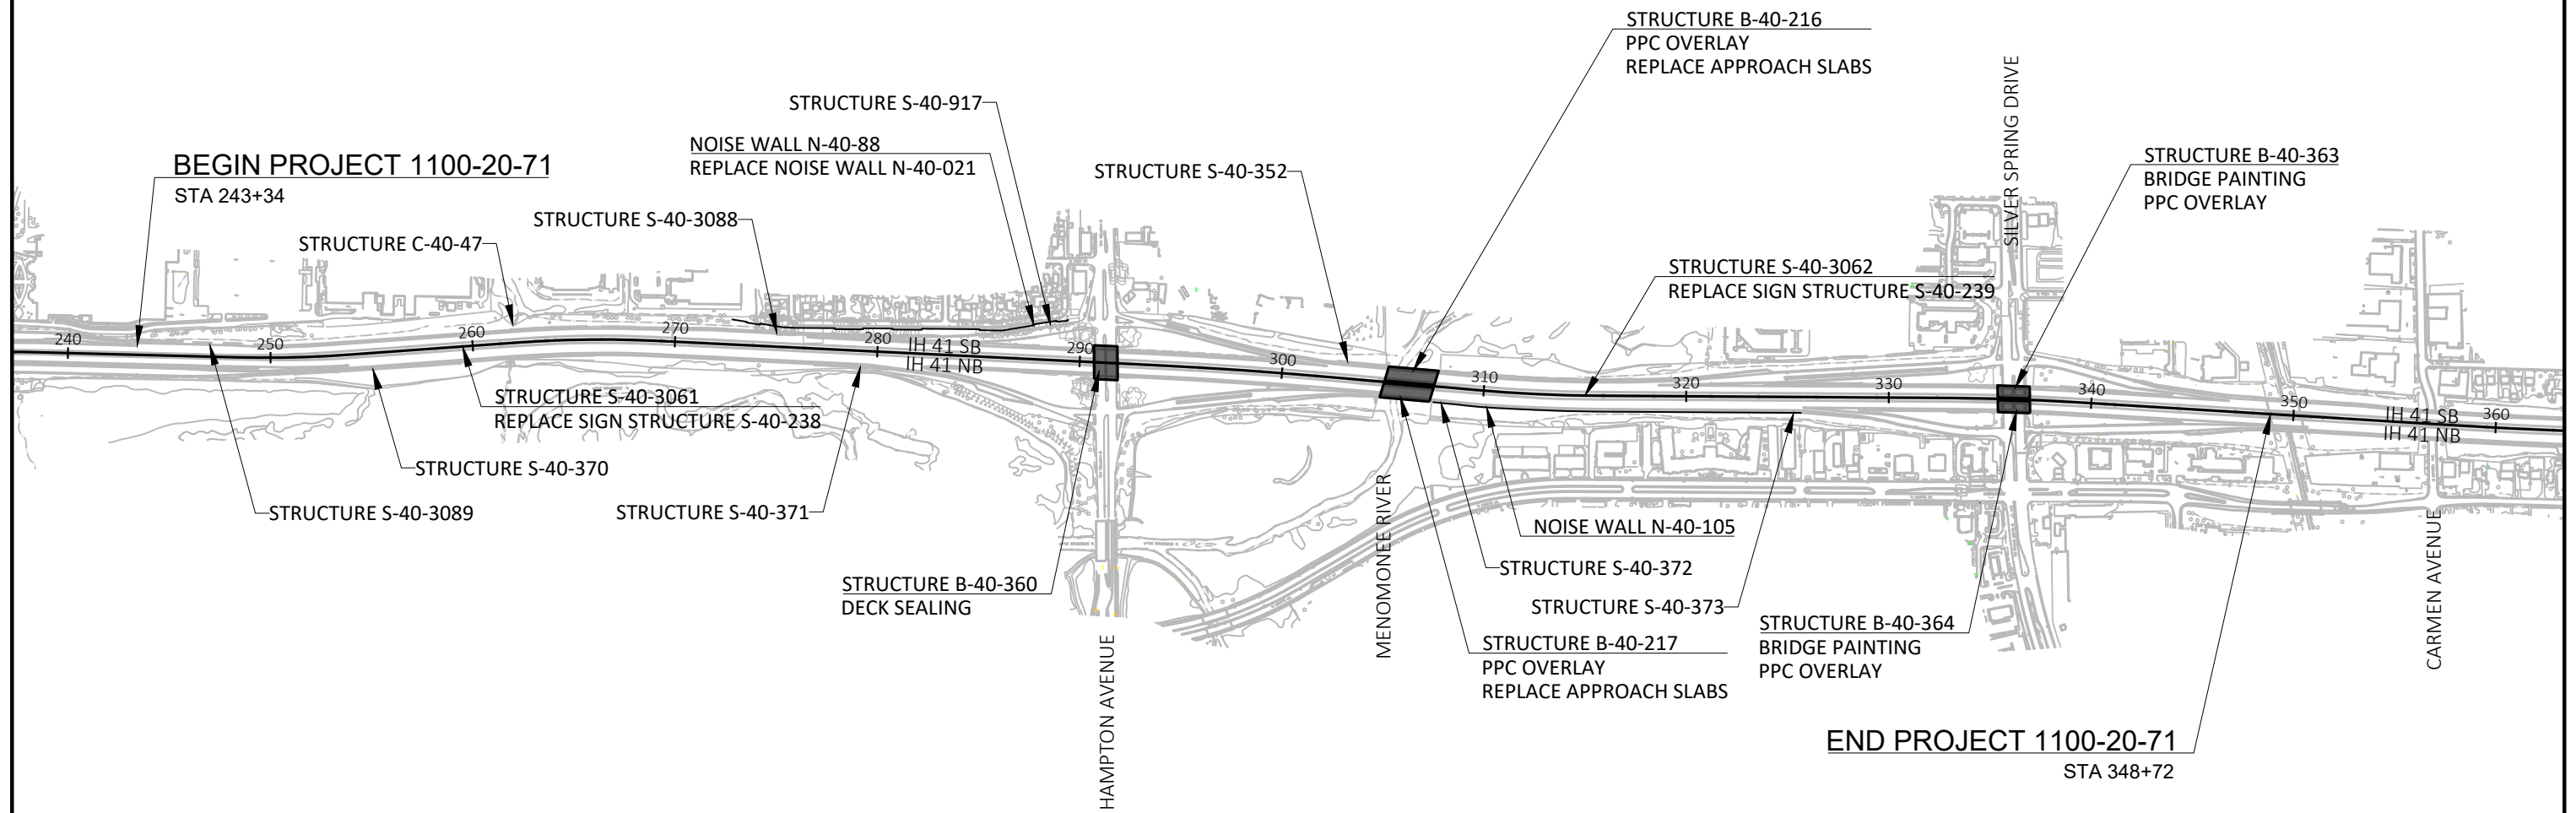 STRUCTURE B-40-216
PPC OVERLAY
REPLACE APPROACH SLABS
SILVER SPRING DRIVE
STRUCTURE S-40-917
NOISE WALL N-40-88
REPLACE NOISE WALL N-40-021
STRUCTURE S-40-352
BEGIN PROJECT 1100-20-71
STA 243+34
STRUCTURE B-40-363
BRIDGE PAINTING
PPC OVERLAY
STRUCTURE S-40-3088
STRUCTURE C-40-47
STRUCTURE S-40-3062
REPLACE SIGN STRUCTURE S-40-239
240
250
260
270
280
290
300
310
320
330
340
350
360
IH 41 SB
IH 41 NB
IH 41 SB
IH 41 NB
STRUCTURE S-40-3061
REPLACE SIGN STRUCTURE S-40-238
STRUCTURE S-40-370
STRUCTURE S-40-3089
STRUCTURE S-40-371
NOISE WALL N-40-105
STRUCTURE S-40-372
STRUCTURE S-40-373
STRUCTURE B-40-360
DECK SEALING
MENOMONEE RIVER
HAMPTON AVENUE
STRUCTURE B-40-217
PPC OVERLAY
REPLACE APPROACH SLABS
STRUCTURE B-40-364
BRIDGE PAINTING
PPC OVERLAY
CARMEN AVENUE
END PROJECT 1100-20-71
STA 348+72